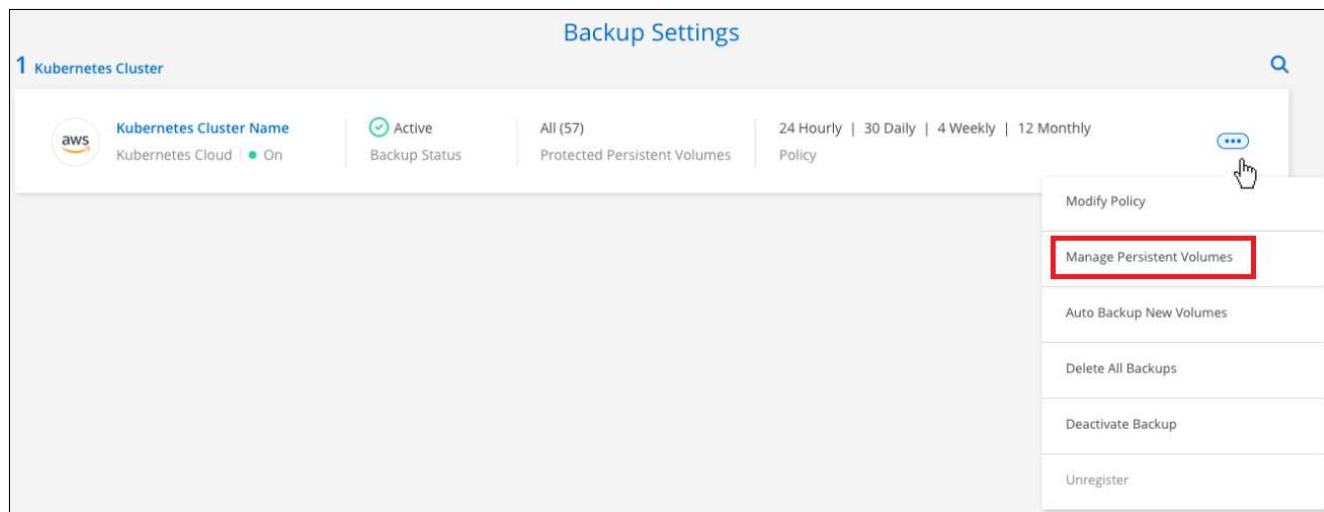 Backup Settings
1 Kubernetes Cluster
aws
Kubernetes Cluster Name
Kubernetes Cloud
On
Active
Backup Status
All (57)
Protected Persistent Volumes
24 Hourly | 30 Daily | 4 Weekly | 12 Monthly
Policy
Modify Policy
Manage Persistent Volumes
Auto Backup New Volumes
Delete All Backups
Deactivate Backup
Unregister